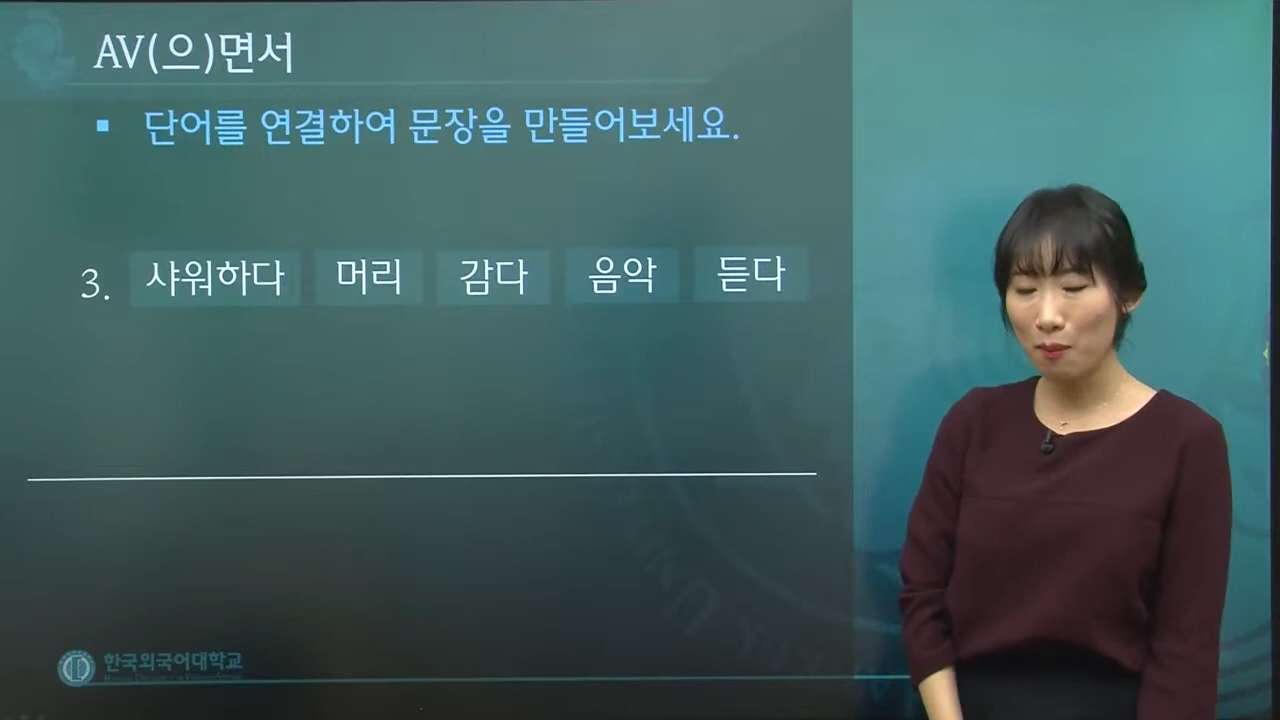 AV(으)면서
▪ 단어를 연결하여 문장을 만들어보세요.
3. 샤워하다 머리 감다 음악 듣다
한국외국어대학교